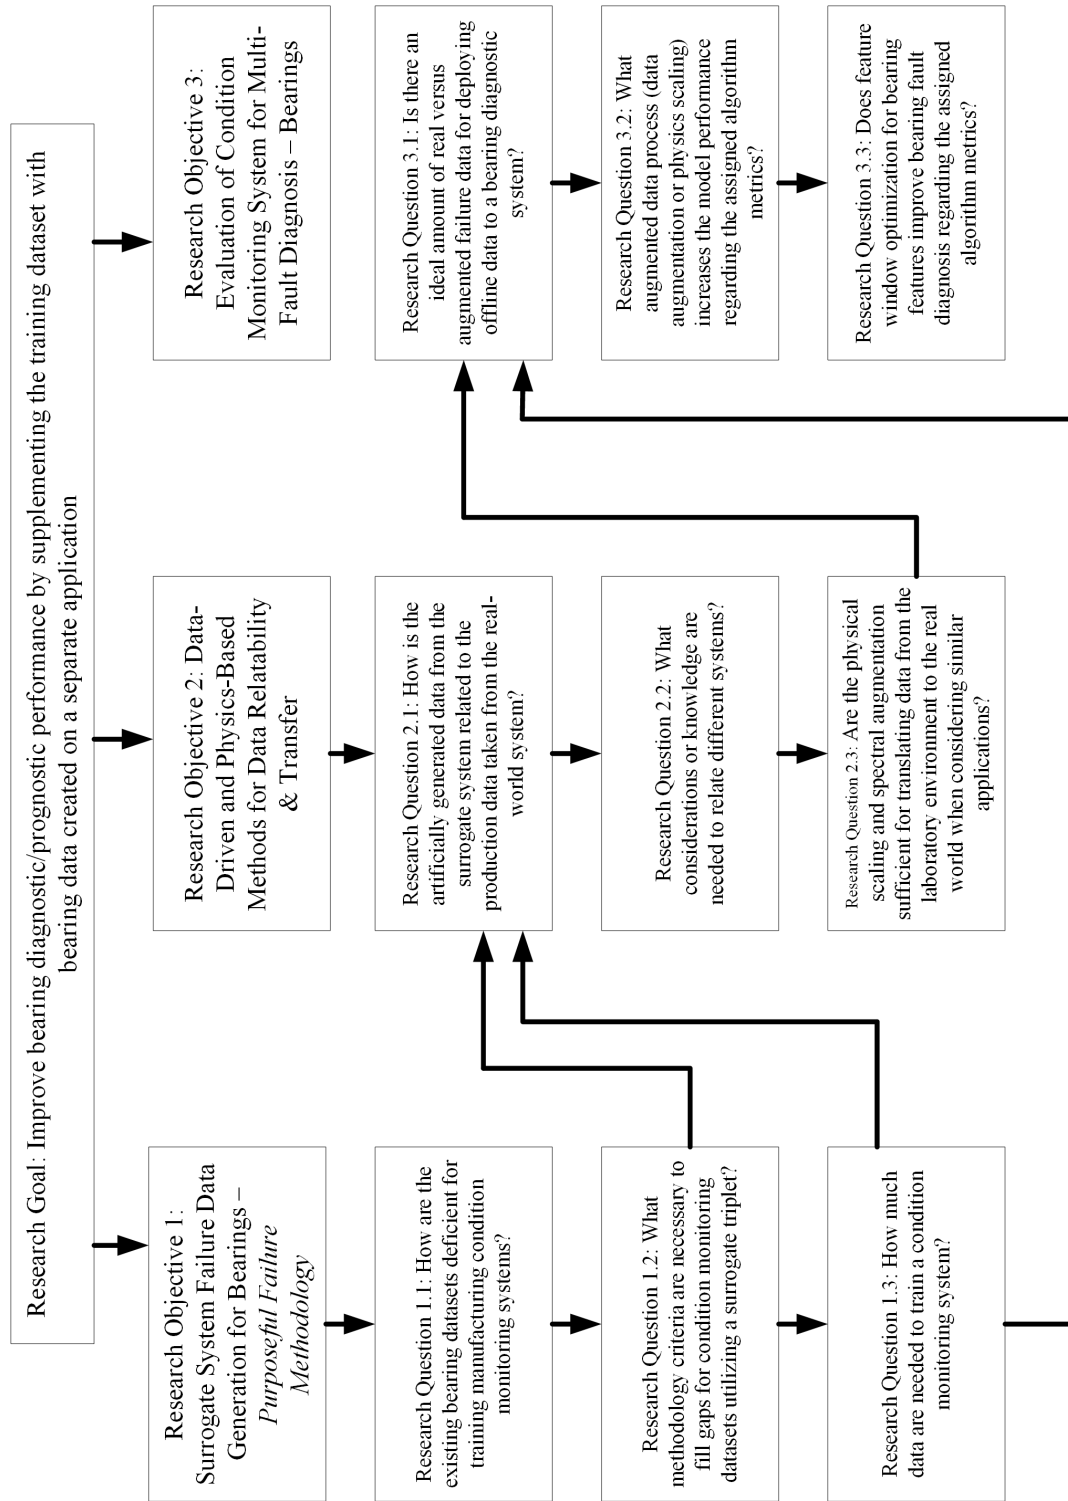 Research Goal: Improve bearing diagnostic/prognostic performance by supplementing the training dataset with
bearing data created on a separate application
Research Objective 1:
Surrogate System Failure Data
Generation for Bearings –
Purposeful Failure
Methodology
Research Question 1.1: How are the
existing bearing datasets deficient for
training manufacturing condition
monitoring systems?
Research Question 1.2: What
methodology criteria are necessary to
fill gaps for condition monitoring
datasets utilizing a surrogate triplet?
Research Question 1.3: How much
data are needed to train a condition
monitoring system?
Research Objective 2: Data-
Driven and Physics-Based
Methods for Data Relatability
& Transfer
Research Question 2.1: How is the
artificially generated data from the
surrogate system related to the
production data taken from the real-
world system?
Research Question 2.2: What
considerations or knowledge are
needed to relate different systems?
Research Question 2.3: Are the physical
scaling and spectral augmentation
sufficient for translating data from the
laboratory environment to the real
world when considering similar
applications?
Research Objective 3:
Evaluation of Condition
Monitoring System for Multi-
Fault Diagnosis – Bearings
Research Question 3.1: Is there an
ideal amount of real versus
augmented failure data for deploying
offline data to a bearing diagnostic
system?
Research Question 3.2: What
augmented data process (data
augmentation or physics scaling)
increases the model performance
regarding the assigned algorithm
metrics?
Research Question 3.3: Does feature
window optimization for bearing
features improve bearing fault
diagnosis regarding the assigned
algorithm metrics?